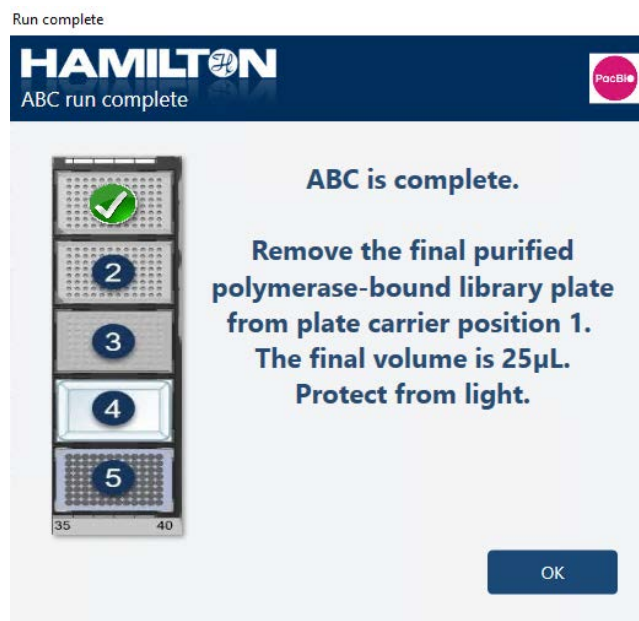 Run complete
HAMILTON
ABC run complete
PacBio
ABC is complete.
Remove the final purified
polymerase-bound library plate
from plate carrier position 1.
The final volume is 25µL.
Protect from light.
2
3
4
5
35 40
OK